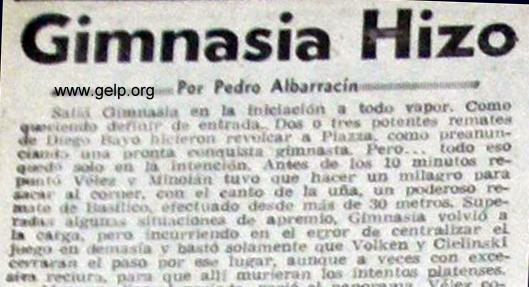 Gimnasia Hizo
www.gelp.org
Por Pedro Albarracín
Salió Gimnasia en la iniciación a todo vapor. Como
queriendo definir de entrada. Dos o tres potentes remates
de Diego Bayo hicieron revolcar a Piazza, como preanun-
ciando una pronta conquista gimnasta. Pero... todo eso
quedó solo en la intención. Antes de los 10 minutos re-
puntó Vélez y Minoián tuvo que hacer un milagro para
sacar al corner, con el canto de la uña, un poderoso re-
mate de Basílico, efectuado desde más de 30 metros. Supe-
radas algunas situaciones de apremio, Gimnasia volvió a
la carga, pero incurriendo en el error de centralizar el
juego en demasía y bastó solamente que Volken y Cielinski
cerraran el paso por ese lugar, aunque a veces con exce-
siva reciura, para que allí murieran los intentos platenses.
el panorama. Vélez co-